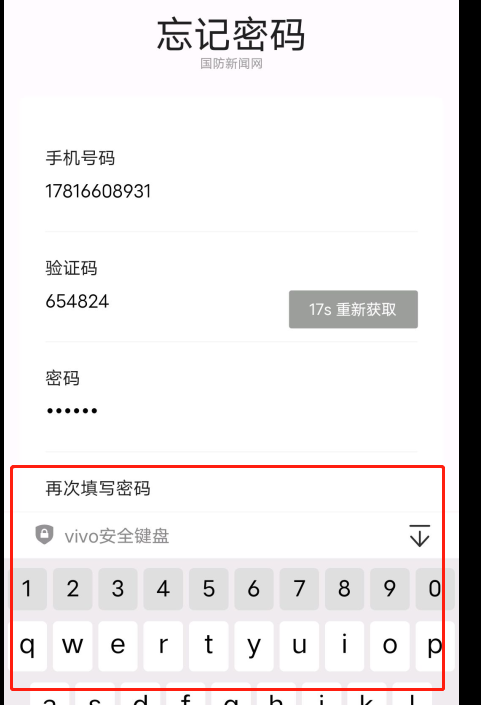 忘记密码
国防新闻网
手机号码
17816608931
验证码
654824
17s 重新获取
密码
••••••
再次填写密码
vivo安全键盘
1 2 3 4 5 6 7 8 9 0
q w e r t y u i o p
a s d f g h j k l